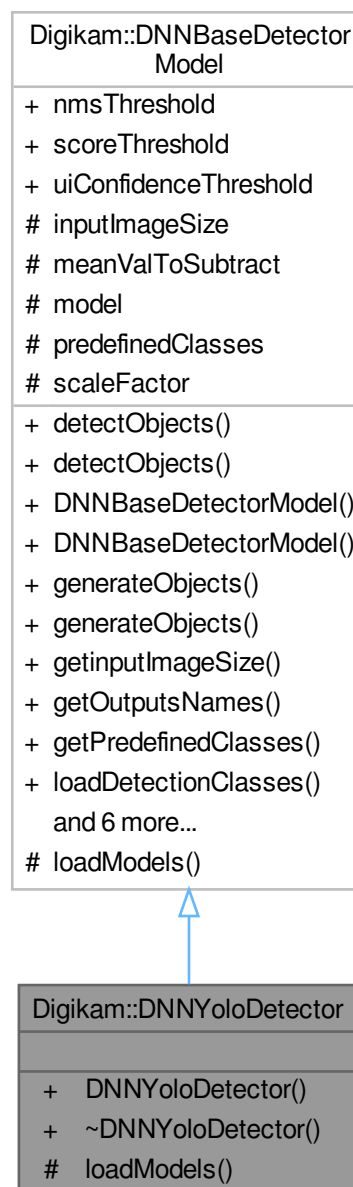 Digikam::DNNBaseDetector
Model
+ nmsThreshold
+ scoreThreshold
+ uiConfidenceThreshold
# inputImageSize
# meanValToSubtract
# model
# predefinedClasses
# scaleFactor
+ detectObjects()
+ detectObjects()
+ DNNBaseDetectorModel()
+ DNNBaseDetectorModel()
+ generateObjects()
+ generateObjects()
+ getinputImageSize()
+ getOutputsNames()
+ getPredefinedClasses()
+ loadDetectionClasses()
and 6 more...
# loadModels()
Digikam::DNNYoloDetector
+ DNNYoloDetector()
+ ~DNNYoloDetector()
# loadModels()